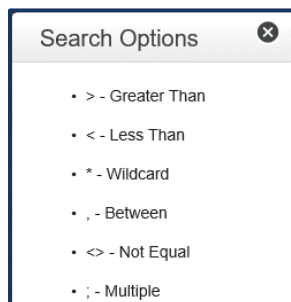 Search Options
• > - Greater Than
• < - Less Than
• * - Wildcard
• , - Between
• <> - Not Equal
• ; - Multiple